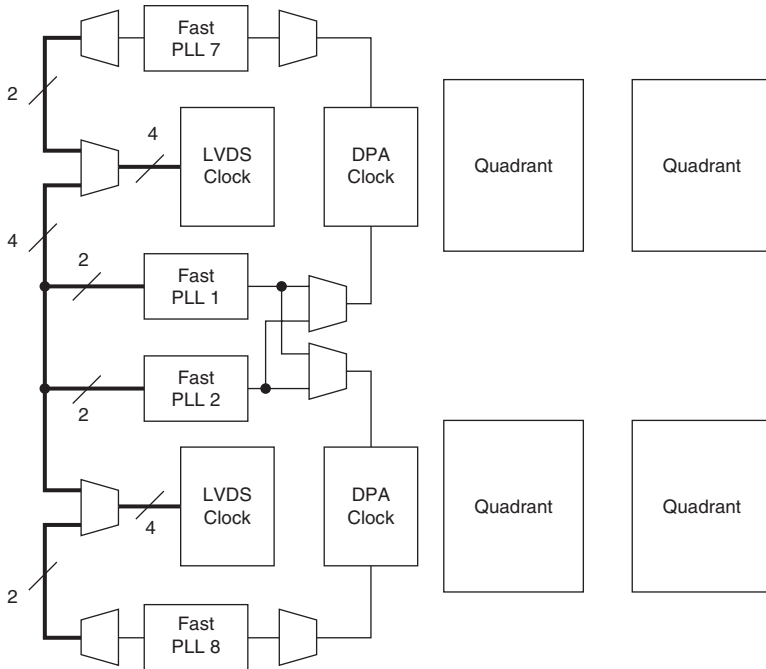 Fast
PLL 7
2
4
LVDS
Clock
DPA
Clock
Quadrant
Quadrant
4
2
Fast
PLL 1
Fast
PLL 2
2
LVDS
Clock
4
DPA
Clock
Quadrant
Quadrant
2
Fast
PLL 8